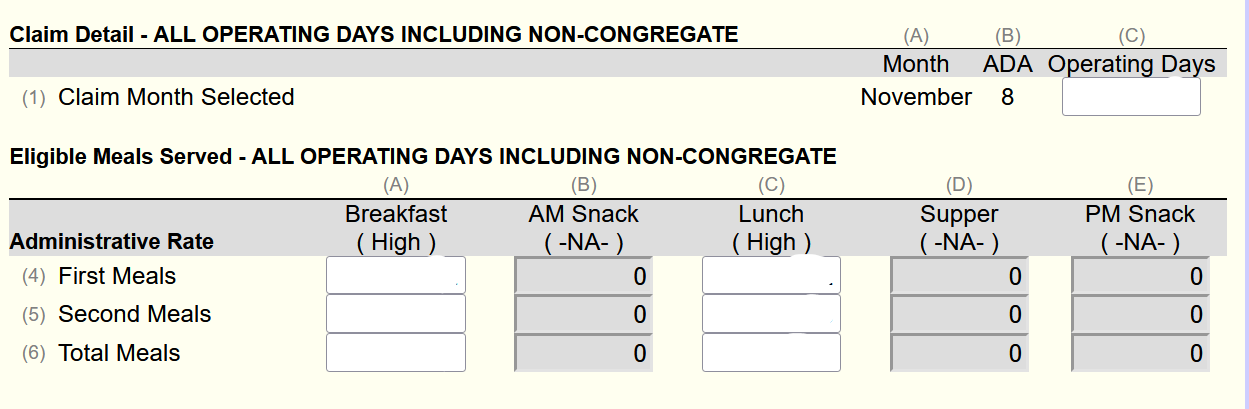 Claim Detail - ALL OPERATING DAYS INCLUDING NON-CONGREGATE (A) (B) (C)
Month ADA Operating Days
(1) Claim Month Selected November 8
Eligible Meals Served - ALL OPERATING DAYS INCLUDING NON-CONGREGATE
(A) (B) (C) (D) (E)
Breakfast AM Snack Lunch Supper PM Snack
Administrative Rate ( High ) ( -NA- ) ( High ) ( -NA- ) ( -NA- )
(4) First Meals 0 0 0
(5) Second Meals 0 0 0
(6) Total Meals 0 0 0